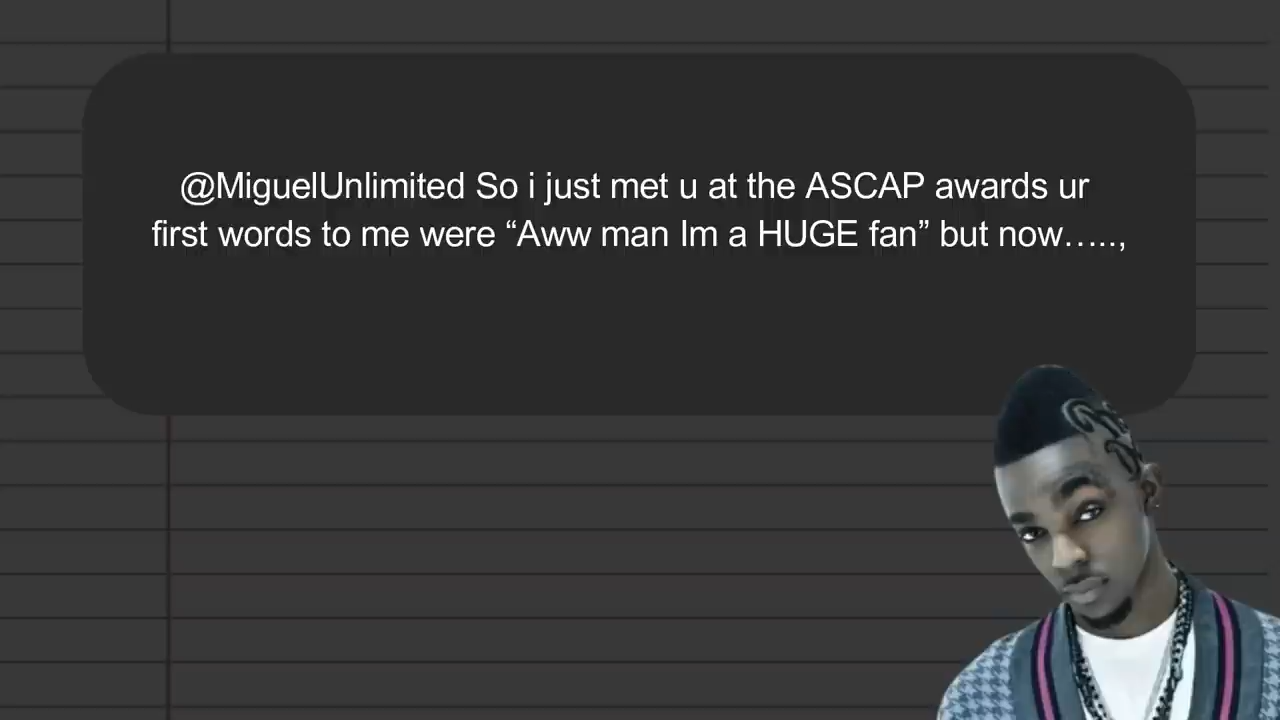 @MiguelUnlimited So i just met u at the ASCAP awards ur
first words to me were “Aww man Im a HUGE fan” but now…..,